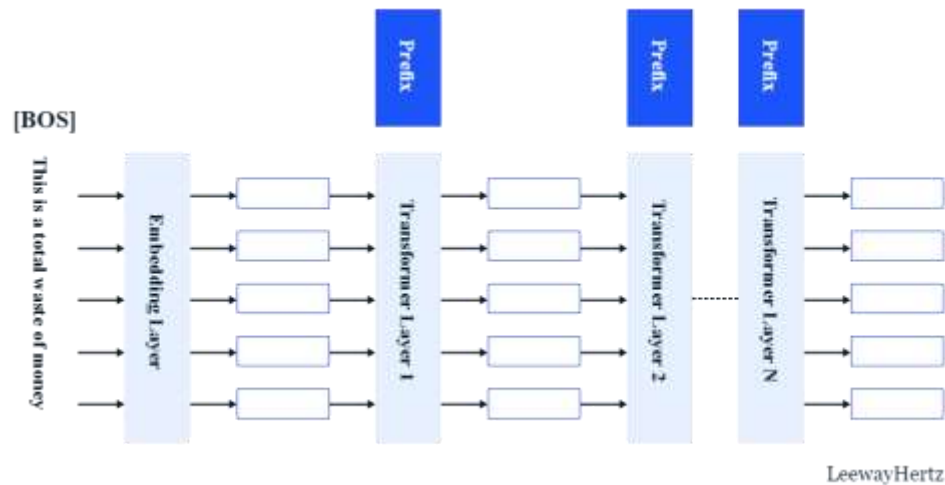 Prefix
Prefix
Prefix
[BOS]
This is a total waste of money
Embedding Layer
Transformer Layer 1
Transformer Layer 2
Transformer Layer N
LeewayHertz